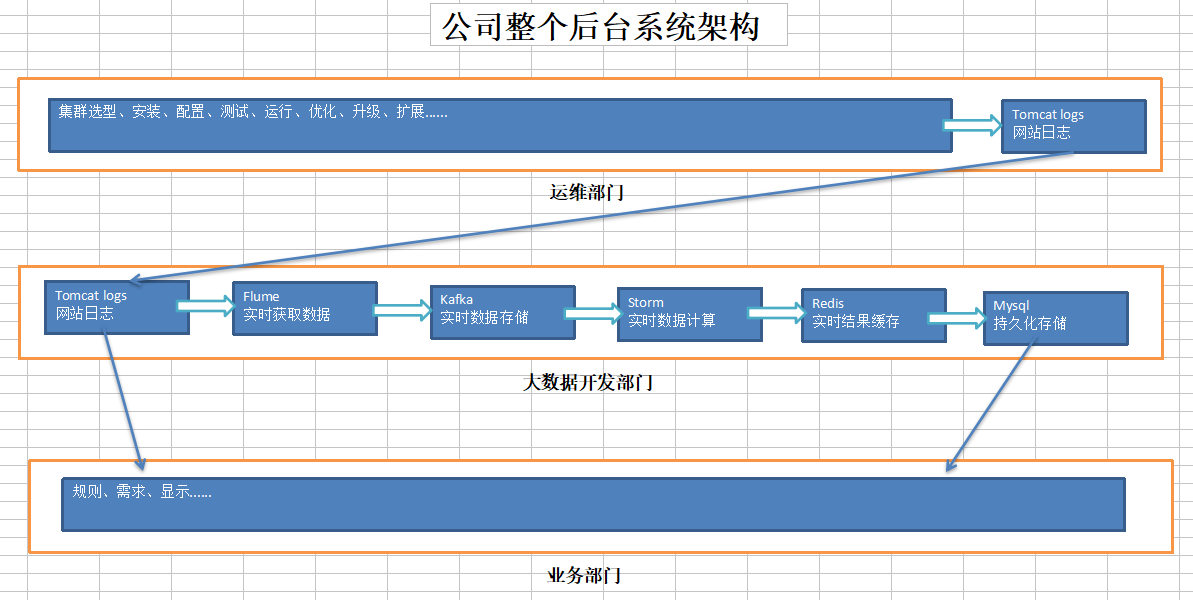 公司整个后台系统架构
集群选型、安装、配置、测试、运行、优化、升级、扩展......
Tomcat logs
网站日志
运维部门
Tomcat logs
网站日志
Flume
实时获取数据
Kafka
实时数据存储
Storm
实时数据计算
Redis
实时结果缓存
Mysql
持久化存储
大数据开发部门
规则、需求、显示......
业务部门